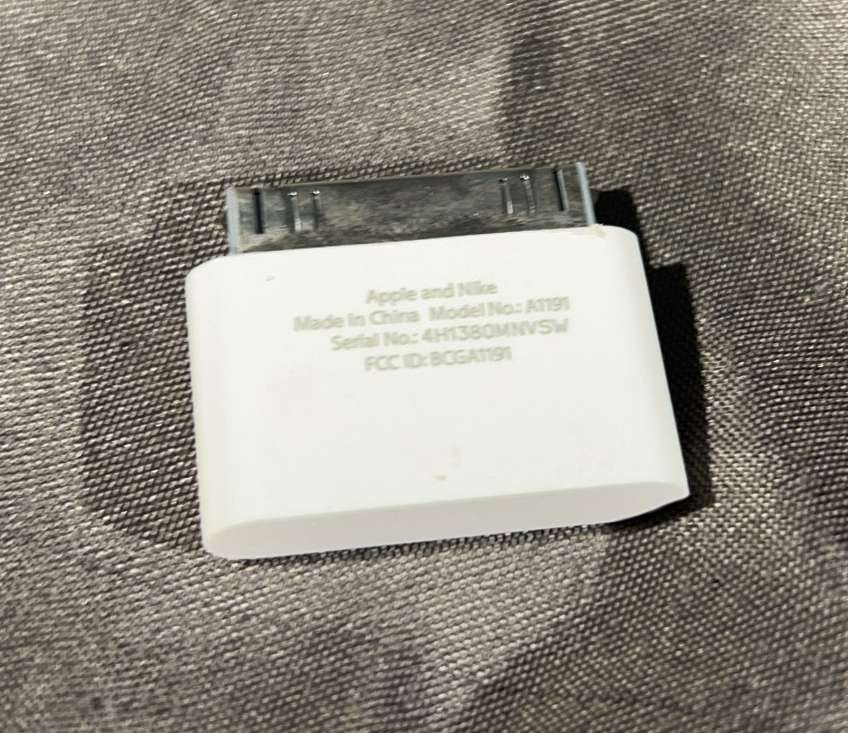 Apple and Nike
Made in China Model No.: A1191
Serial No.: 4H1380MNVSW
FCC ID: BCGA1191